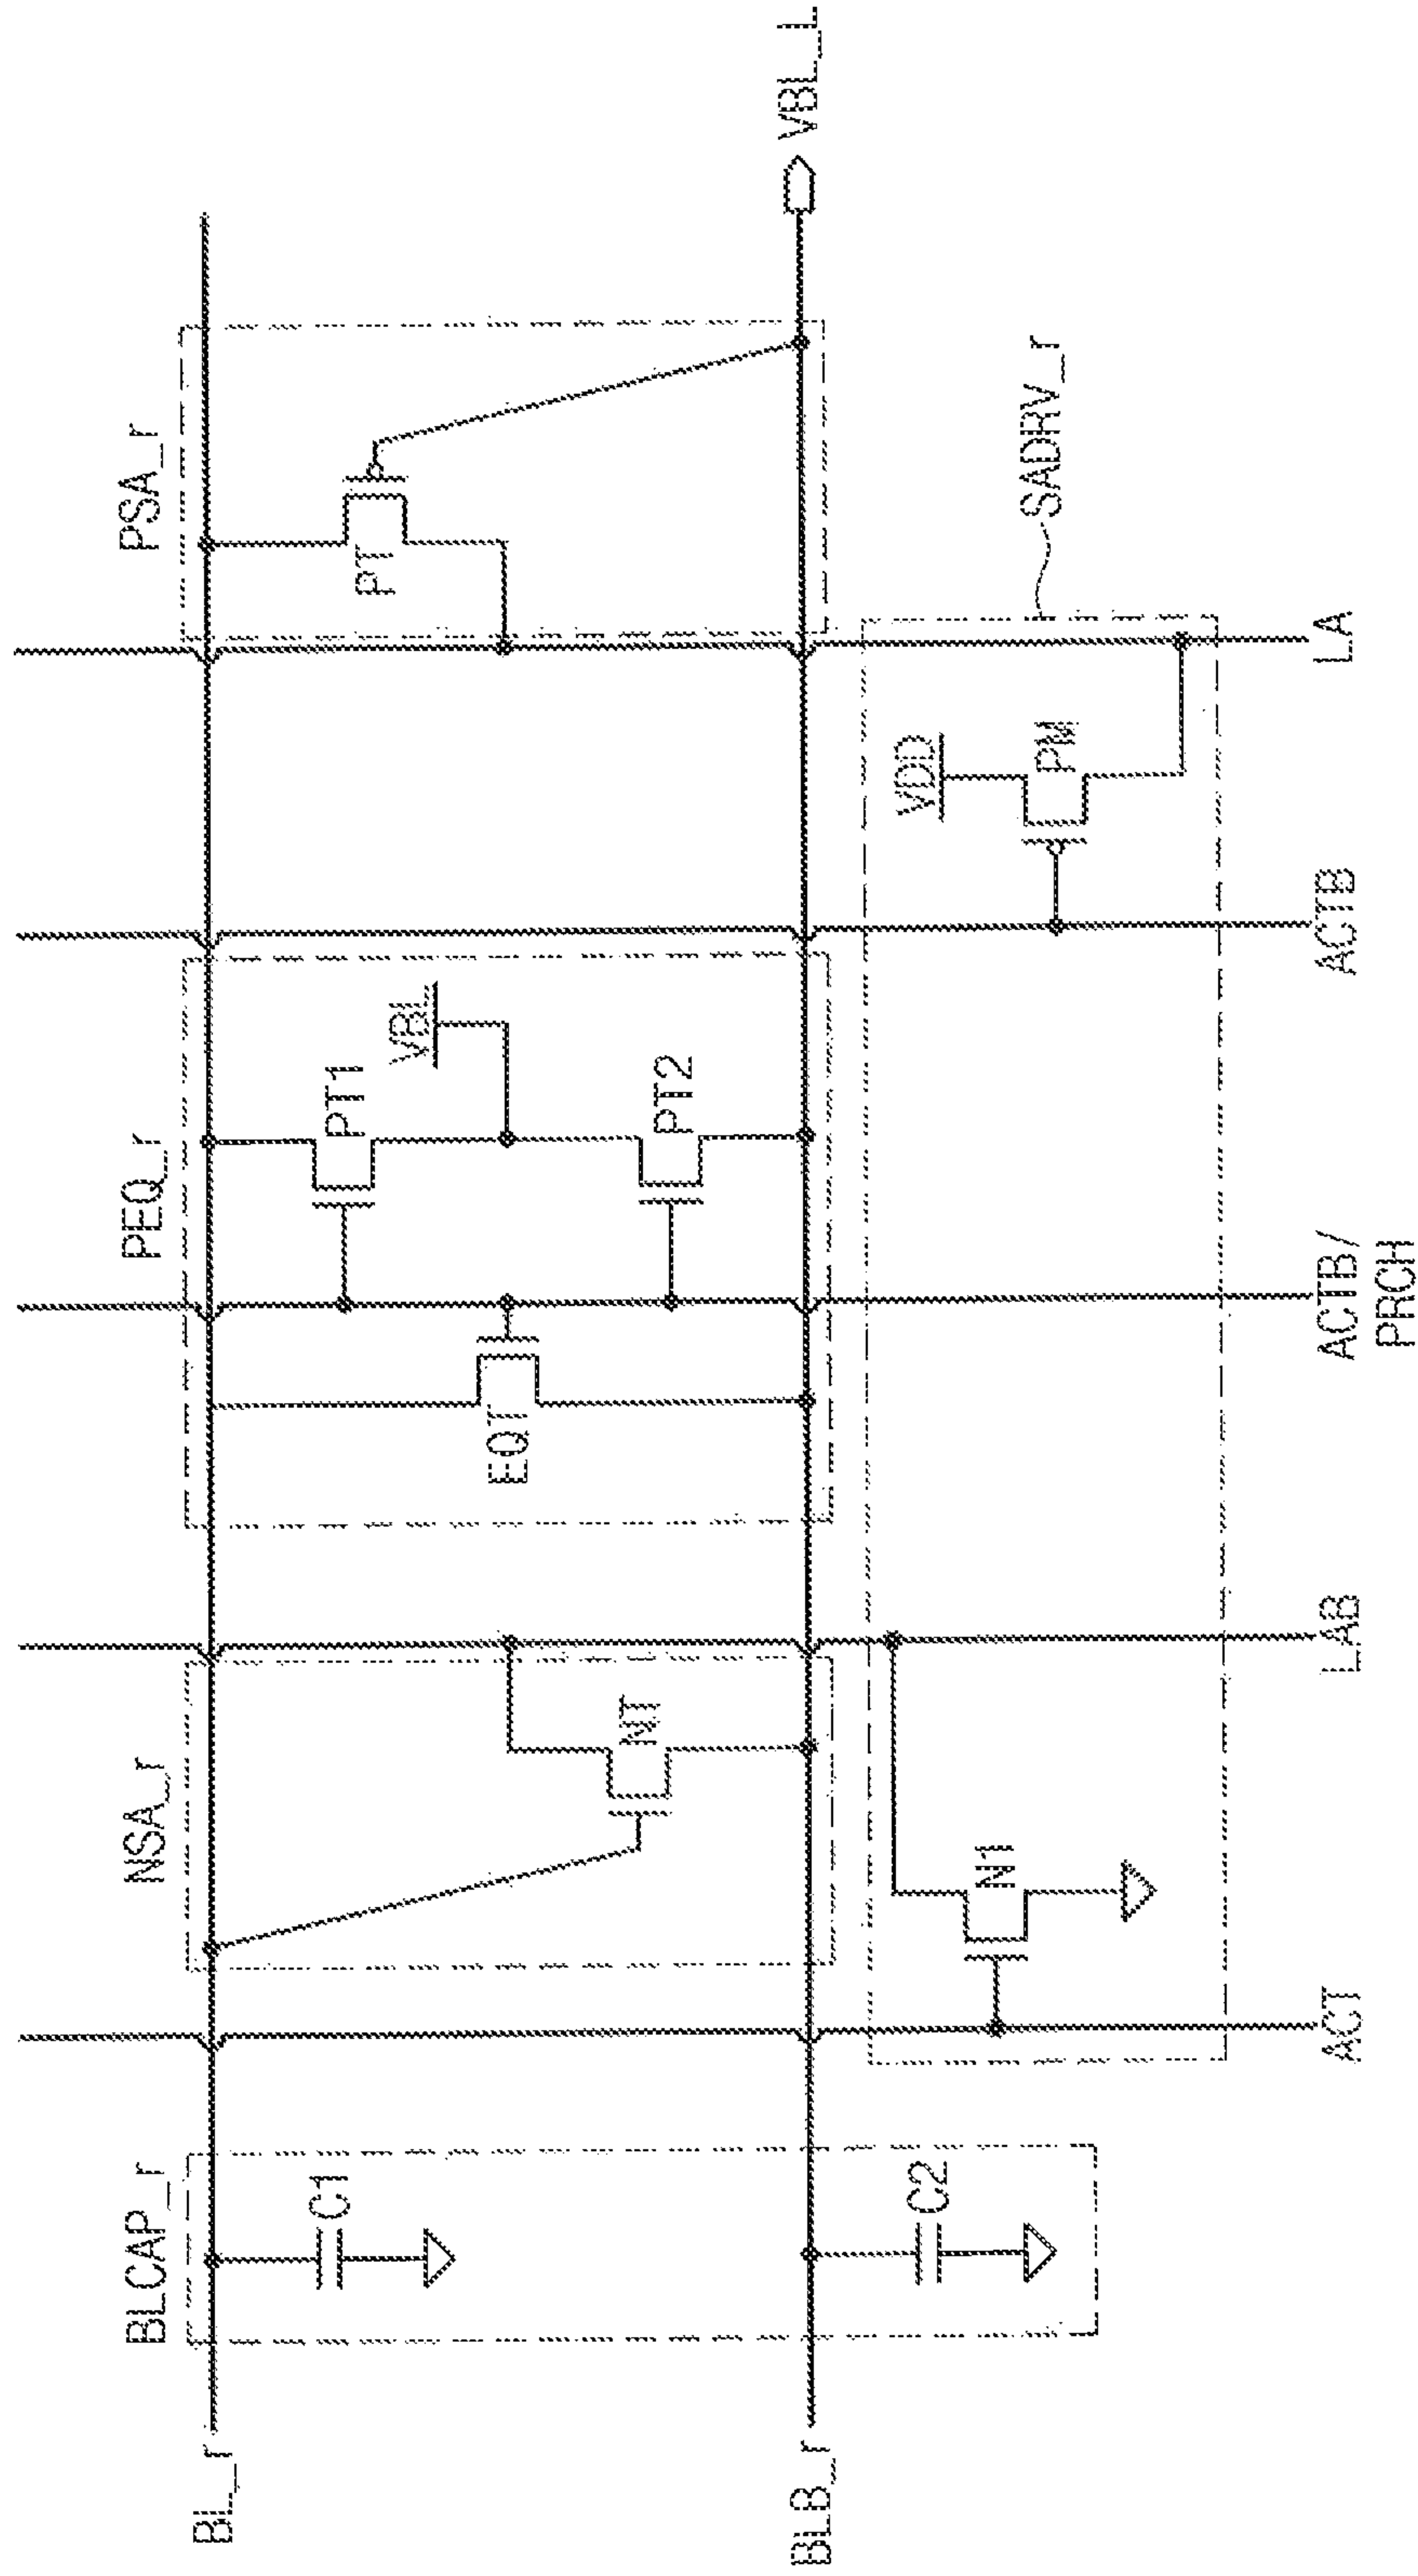 BLCAP_r
NSA_r
PEQ_r
PSA_r
BL_r
C1
EQT
PT1
VBL
PT
NT
PT2
BLB_r
VBL_L
C2
N1
VDD
PM
SADRV_r
ACT
LAB
ACTB/
PRCH
ACTB
LA